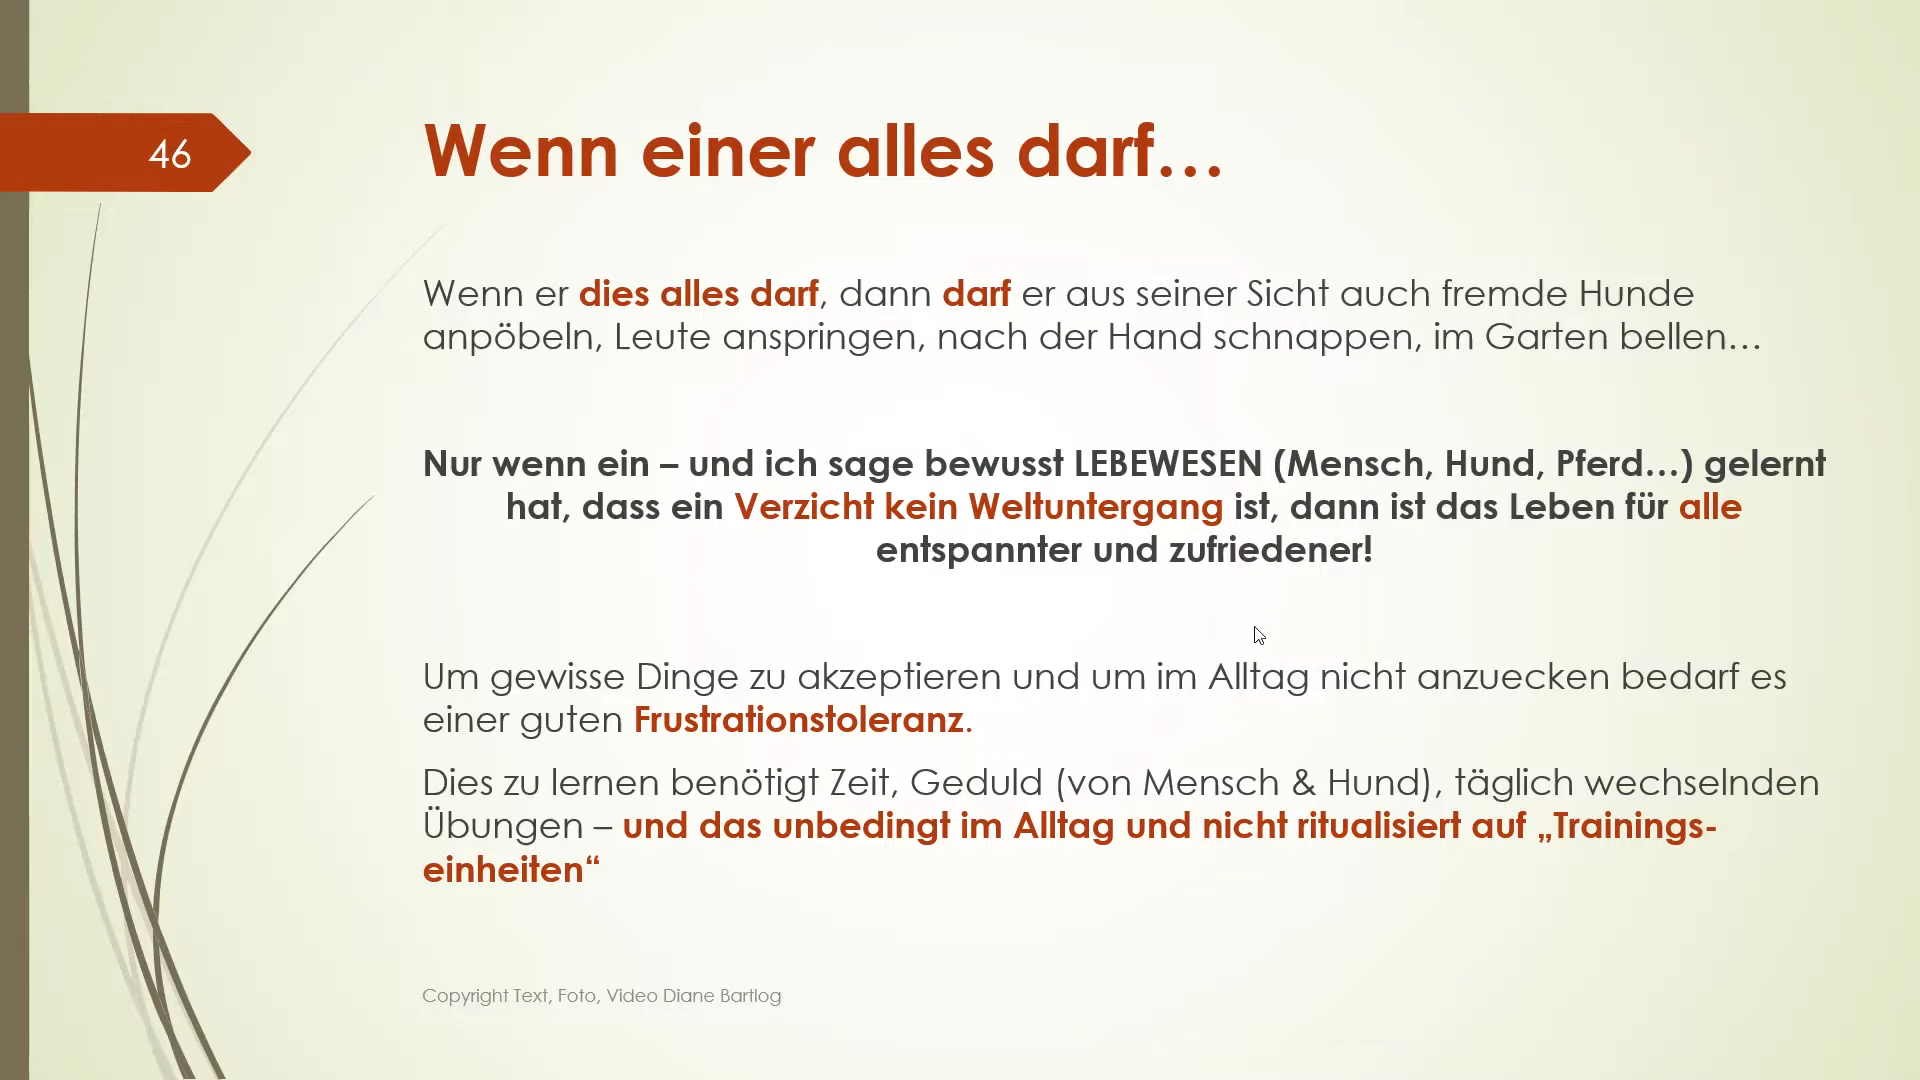 46
Wenn einer alles darf…
Wenn er dies alles darf, dann darf er aus seiner Sicht auch fremde Hunde
anpöbeln, Leute anspringen, nach der Hand schnappen, im Garten bellen…
Nur wenn ein – und ich sage bewusst LEBEWESEN (Mensch, Hund, Pferd…) gelernt
hat, dass ein Verzicht kein Weltuntergang ist, dann ist das Leben für alle
entspannter und zufriedener!
Um gewisse Dinge zu akzeptieren und um im Alltag nicht anzuecken bedarf es
einer guten Frustrationstoleranz.
Dies zu lernen benötigt Zeit, Geduld (von Mensch & Hund), täglich wechselnden
Übungen – und das unbedingt im Alltag und nicht ritualisiert auf „Trainings-
einheiten“
Copyright Text, Foto, Video Diane Bartlog